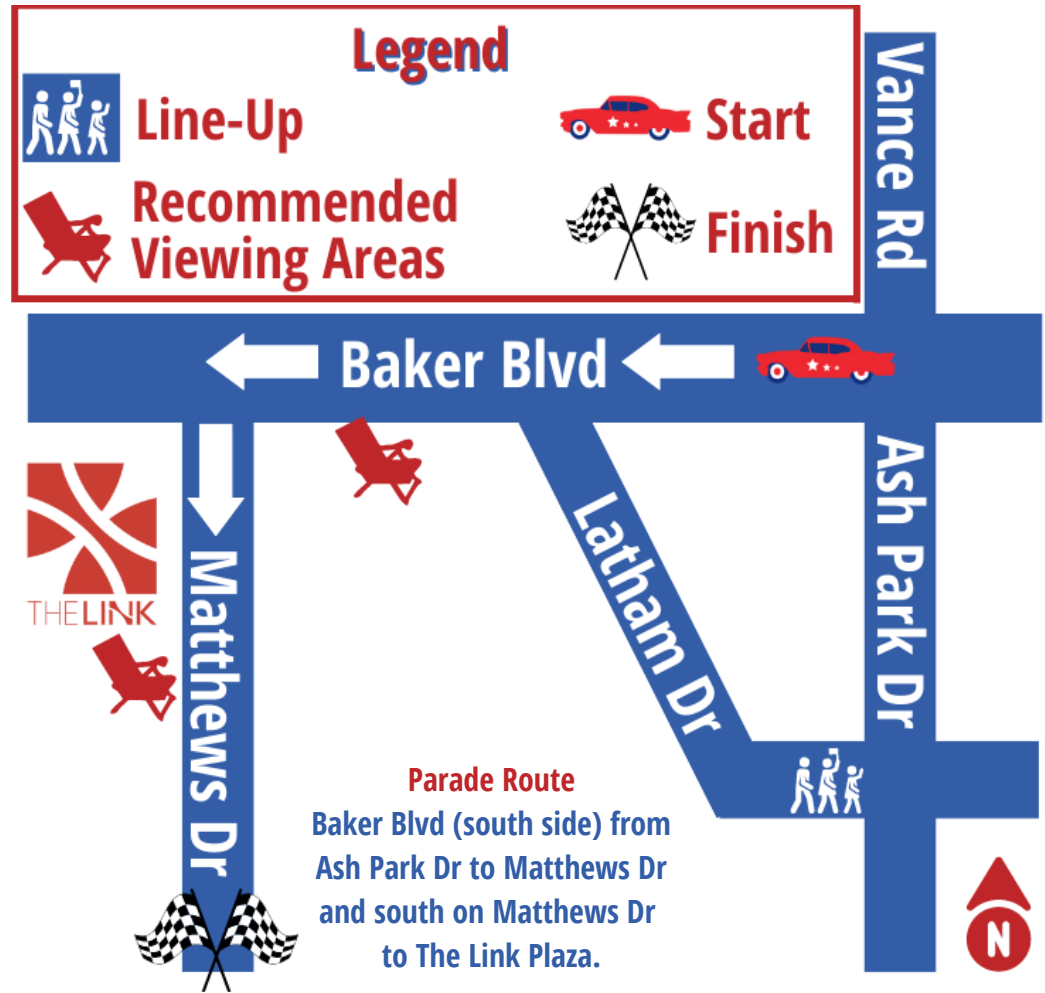 Legend
Line-Up
Start
Recommended
Viewing Areas
Finish
Vance Rd
Baker Blvd
Ash Park Dr
Latham Dr
THE LINK
Matthews Dr
Parade Route
Baker Blvd (south side) from
Ash Park Dr to Matthews Dr
and south on Matthews Dr
to The Link Plaza.
N